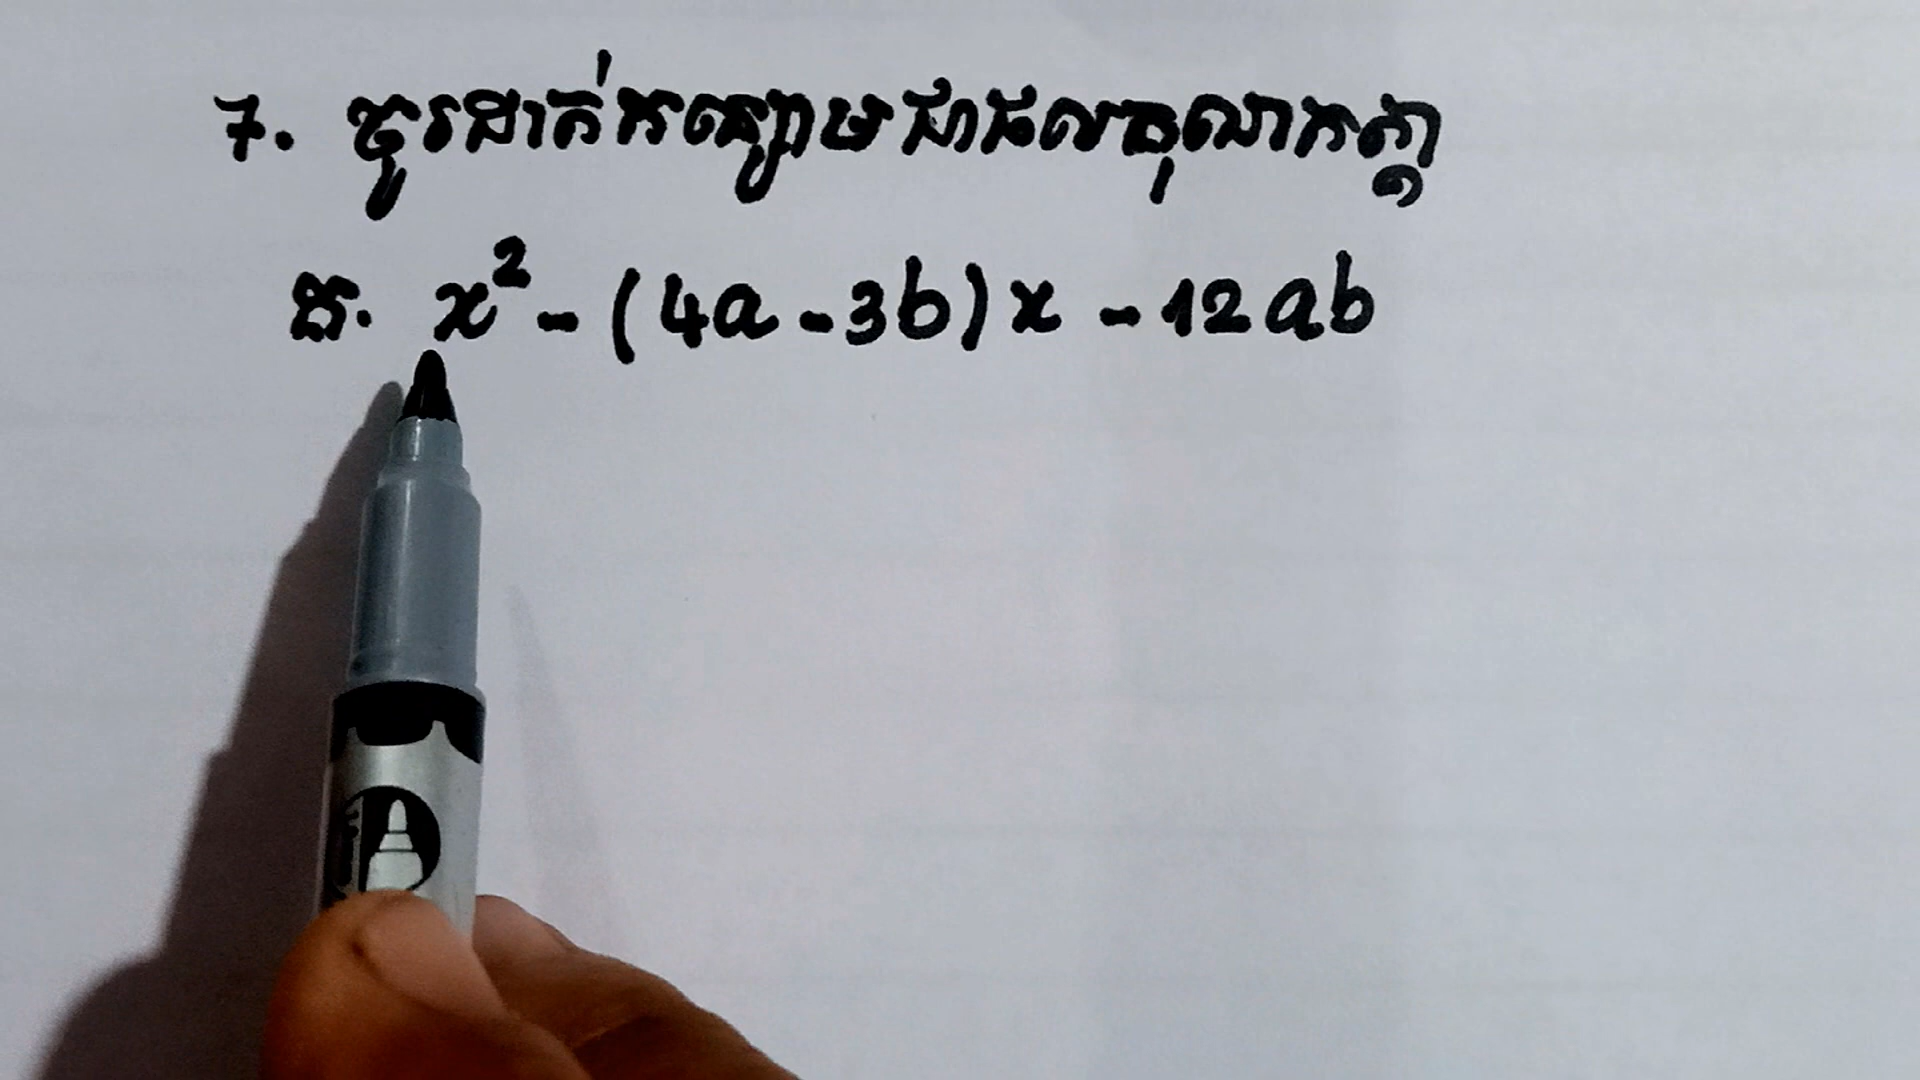 7. ចូរដាក់កន្សោមជាផលគុណកត្តា
ង. x² - (4a - 3b)x - 12ab